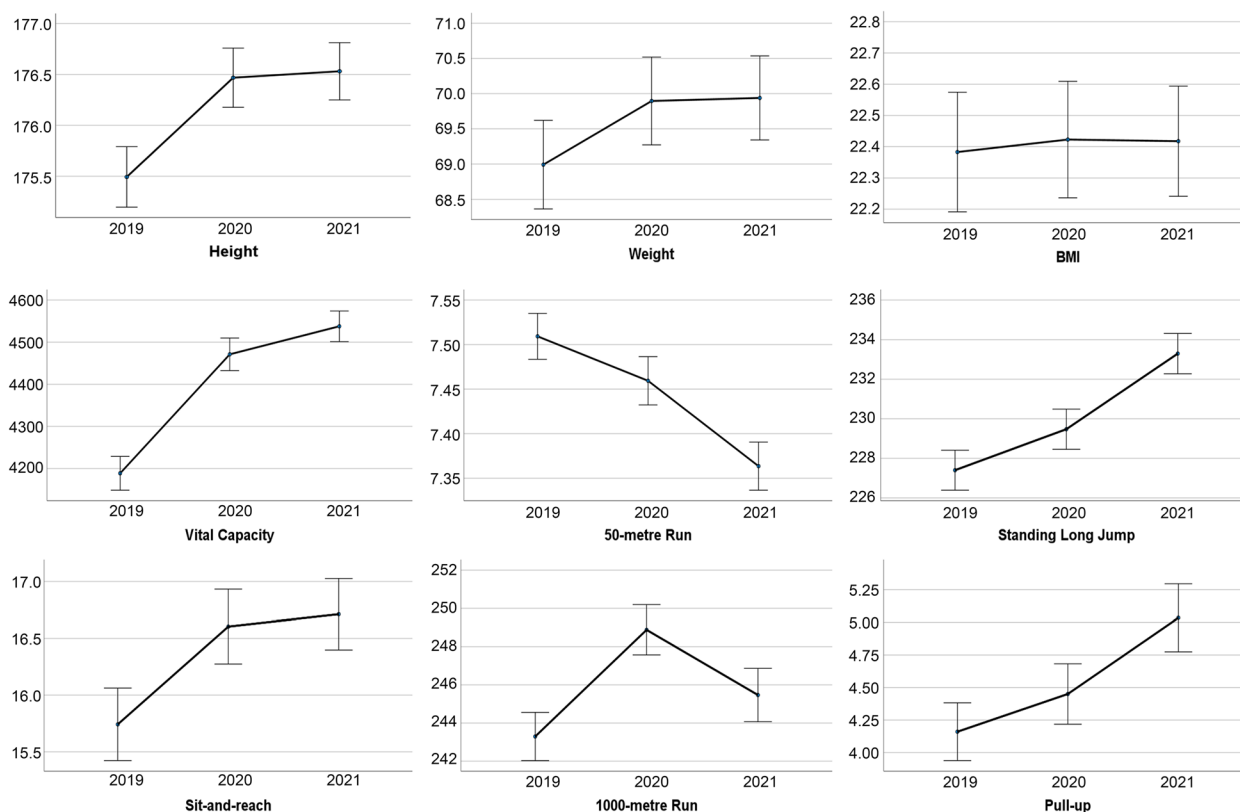 177.0
176.5
176.0
175.5
2019 2020 2021
Height
71.0
70.5
70.0
69.5
69.0
68.5
2019 2020 2021
Weight
22.8
22.7
22.6
22.5
22.4
22.3
22.2
2019 2020 2021
BMI
4600
4500
4400
4300
4200
2019 2020 2021
Vital Capacity
7.55
7.50
7.45
7.40
7.35
2019 2020 2021
50-metre Run
236
234
232
230
228
226
2019 2020 2021
Standing Long Jump
17.0
16.5
16.0
15.5
2019 2020 2021
Sit-and-reach
252
250
248
246
244
242
2019 2020 2021
1000-metre Run
5.25
5.00
4.75
4.50
4.25
4.00
2019 2020 2021
Pull-up